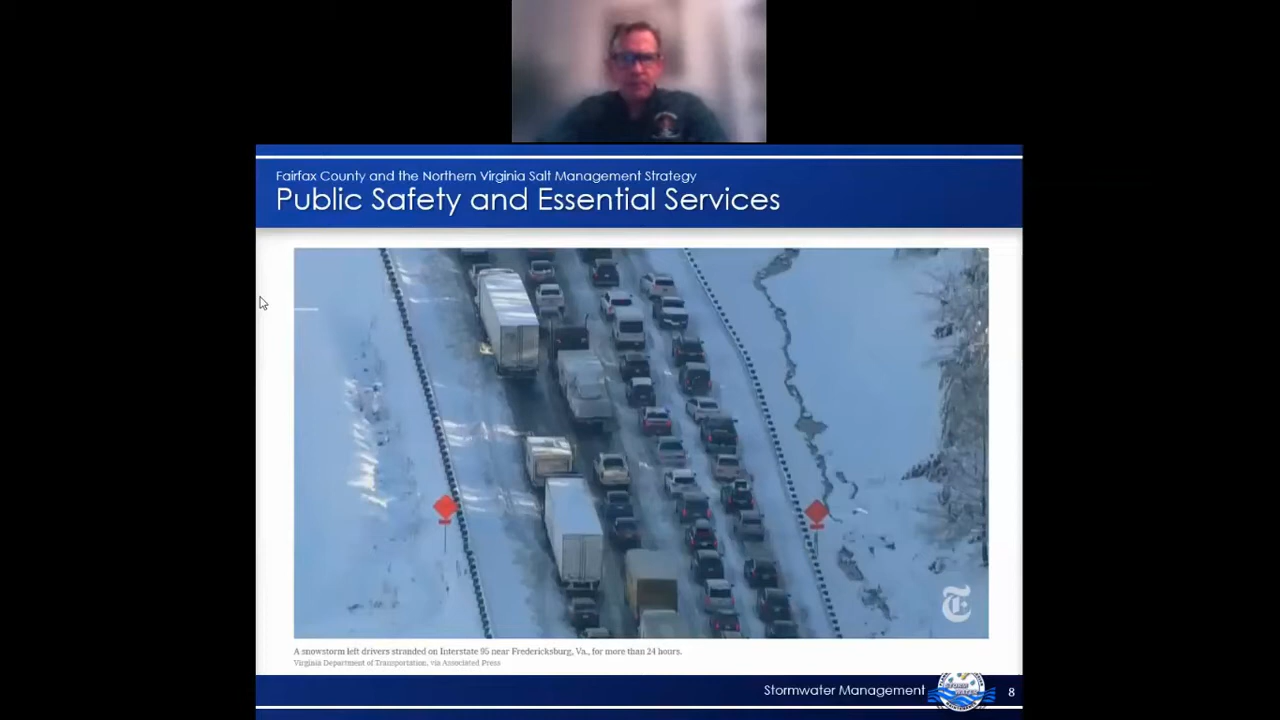 Fairfax County and the Northern Virginia Salt Management Strategy
Public Safety and Essential Services
A snowstorm left drivers stranded on Interstate 95 near Fredericksburg, Va., for more than 24 hours.
Virginia Department of Transportation, via Associated Press
Stormwater Management
8